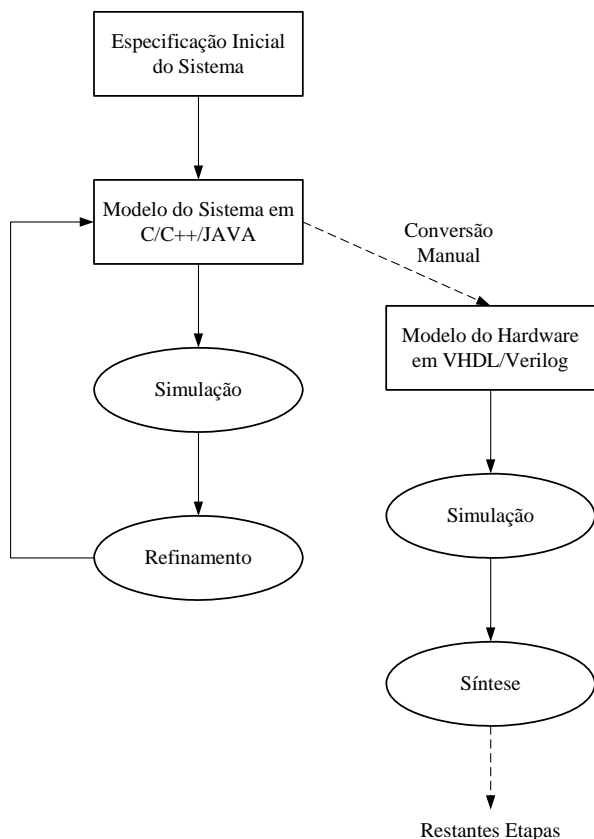 Especificação Inicial
do Sistema
Modelo do Sistema em
C/C++/JAVA
Conversão
Manual
Modelo do Hardware
em VHDL/Verilog
Simulação
Simulação
Refinamento
Síntese
Restantes Etapas